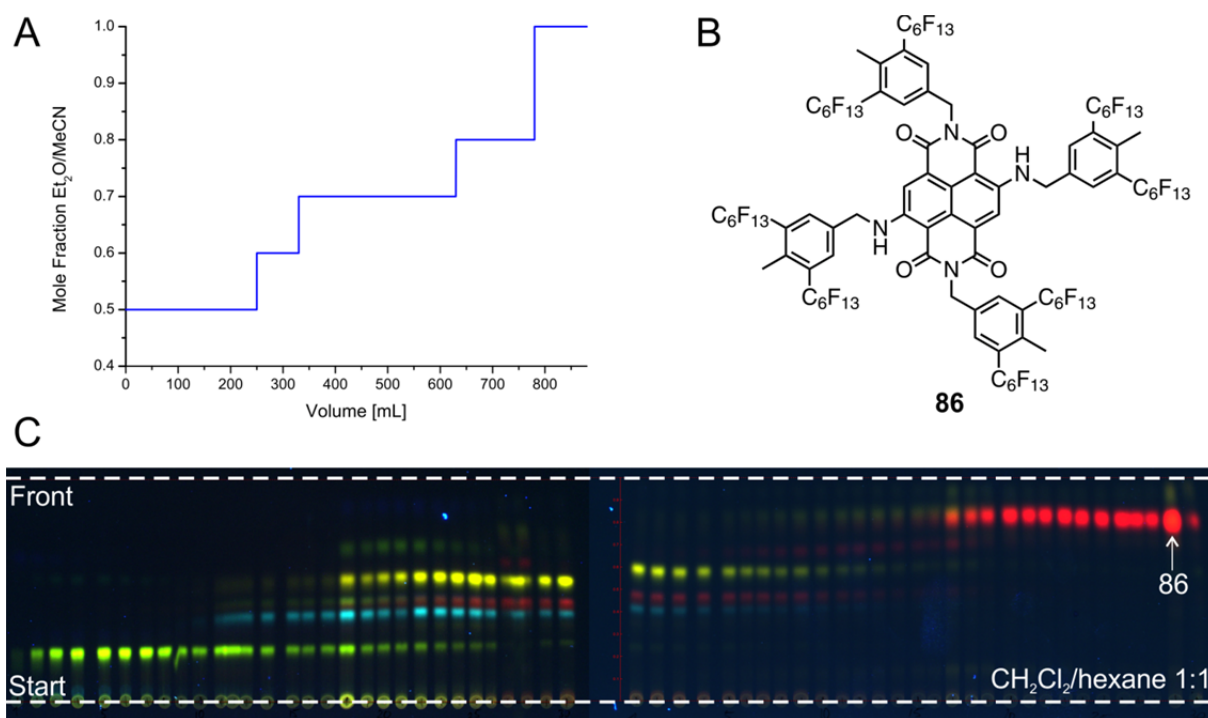 A
Mole Fraction Et₂O/MeCN
1.0
0.9
0.8
0.7
0.6
0.5
0.4
0 100 200 300 400 500 600 700 800
Volume [mL]
B
C₆F₁₃
C₆F₁₃
O N O
C₆F₁₃
H
N
C₆F₁₃
C₆F₁₃
N
H
C₆F₁₃
O N O
C₆F₁₃
C₆F₁₃
86
C
Front
Start
86
CH₂Cl₂/hexane 1:1